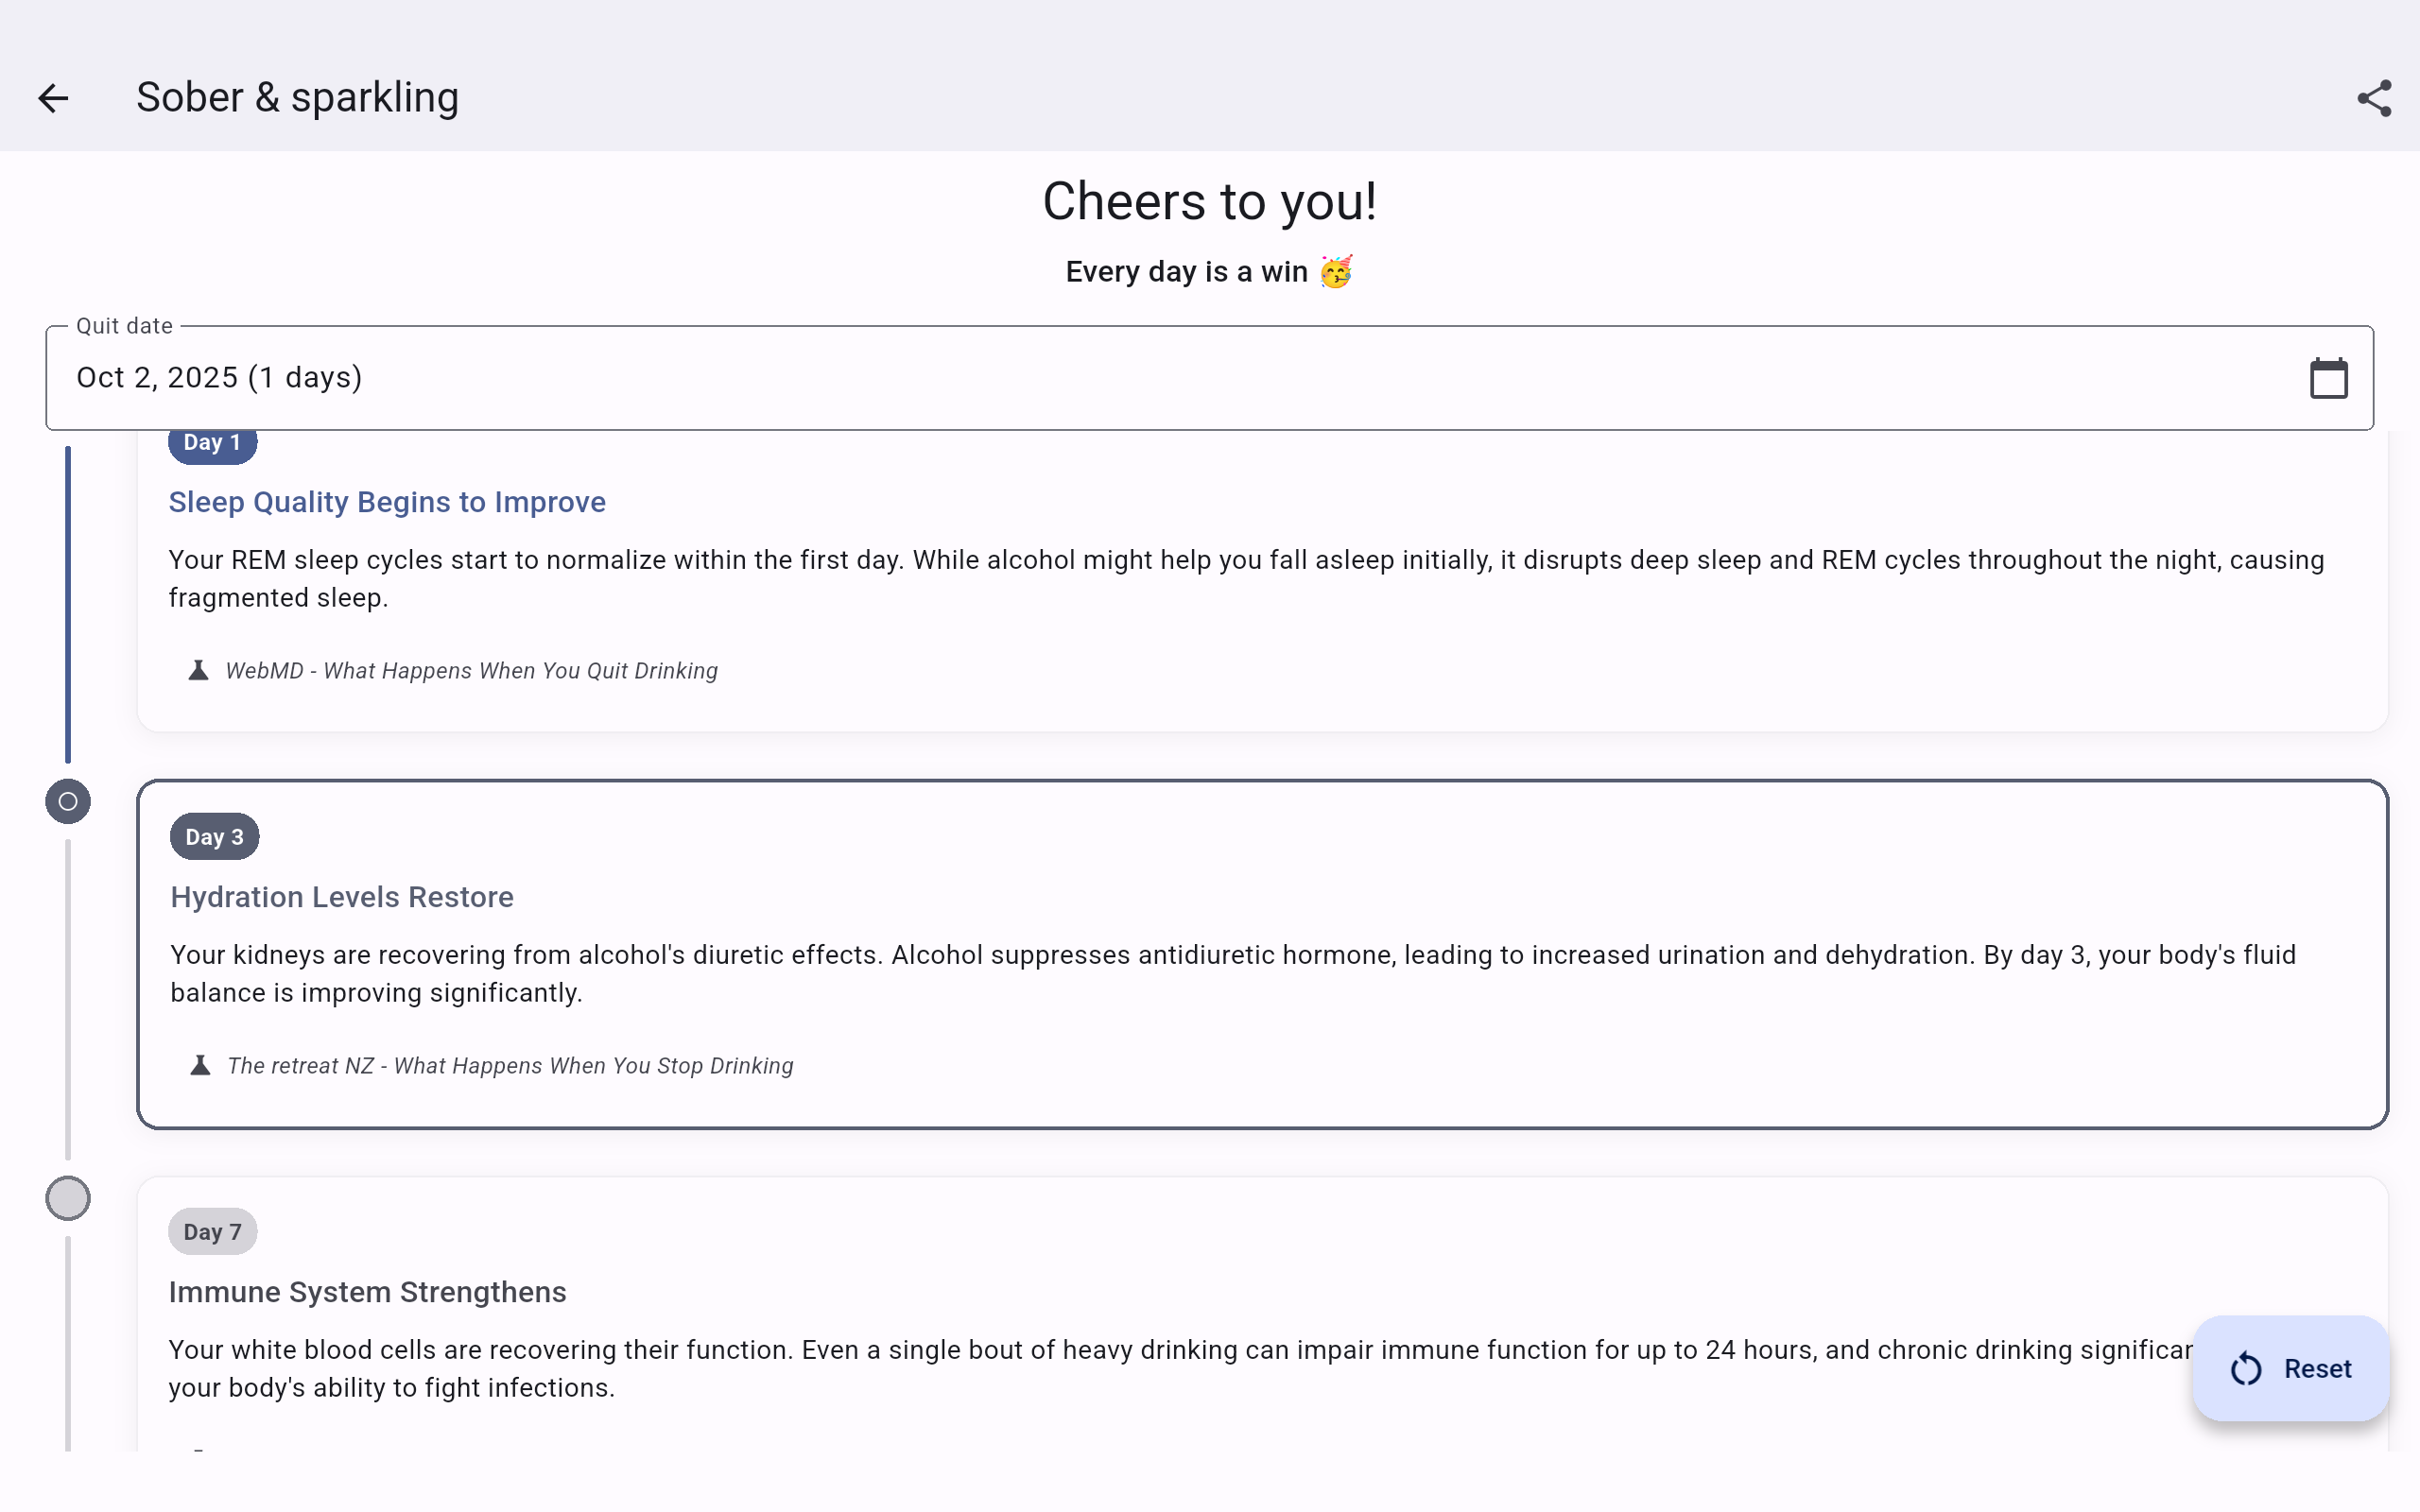 Sober & sparkling
Cheers to you!
Every day is a win 🥳
Quit date
Oct 2, 2025 (1 days)
Day 1
Sleep Quality Begins to Improve
Your REM sleep cycles start to normalize within the first day. While alcohol might help you fall asleep initially, it disrupts deep sleep and REM cycles throughout the night, causing
fragmented sleep.
WebMD - What Happens When You Quit Drinking
Day 3
Hydration Levels Restore
Your kidneys are recovering from alcohol's diuretic effects. Alcohol suppresses antidiuretic hormone, leading to increased urination and dehydration. By day 3, your body's fluid
balance is improving significantly.
The retreat NZ - What Happens When You Stop Drinking
Day 7
Immune System Strengthens
Your white blood cells are recovering their function. Even a single bout of heavy drinking can impair immune function for up to 24 hours, and chronic drinking
your body's ability to fight infections.
Reset